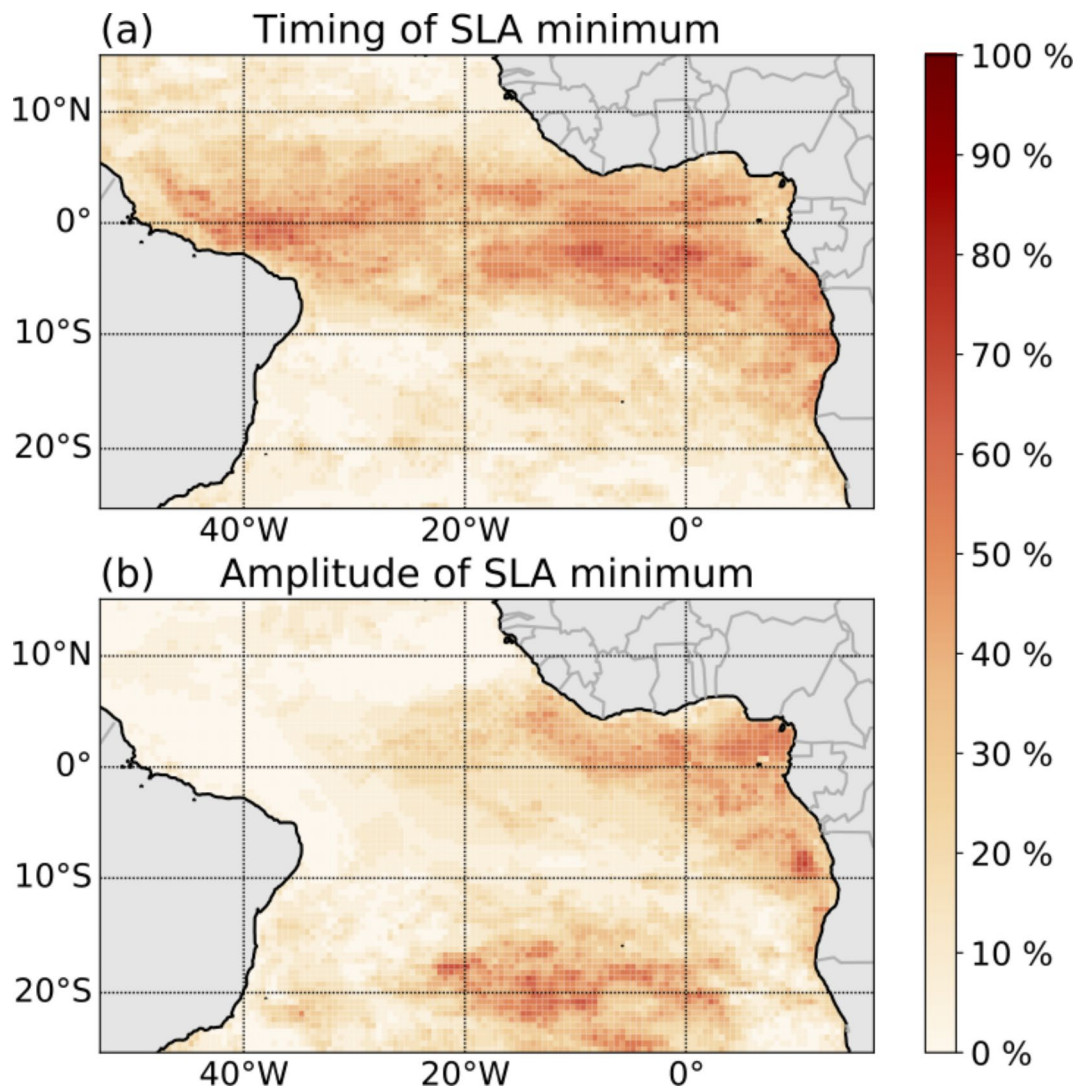 (a) Timing of SLA minimum
10°N
0°
10°S
20°S
40°W 20°W 0°
(b) Amplitude of SLA minimum
10°N
0°
10°S
20°S
40°W 20°W 0°
100 %
90 %
80 %
70 %
60 %
50 %
40 %
30 %
20 %
10 %
0 %